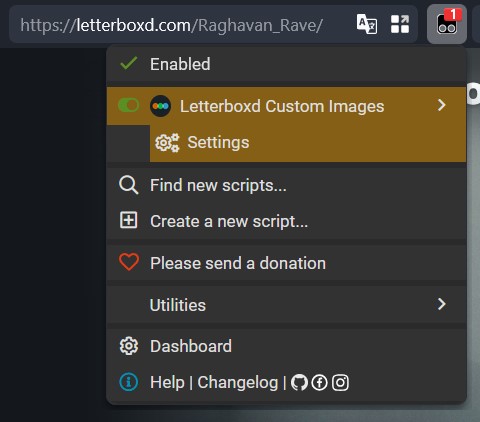 https://letterboxd.com/Raghavan_Rave/
1
Enabled
Letterboxd Custom Images
Settings
Find new scripts...
Create a new script...
Please send a donation
Utilities
Dashboard
Help | Changelog |